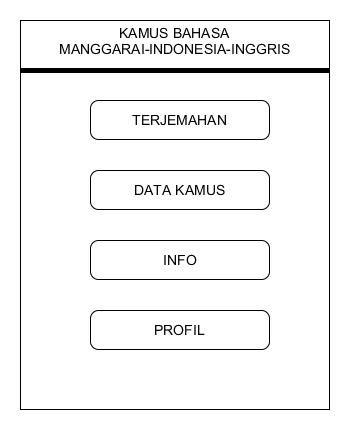 KAMUS BAHASA
MANGGARAI-INDONESIA-INGGRIS
TERJEMAHAN
DATA KAMUS
INFO
PROFIL